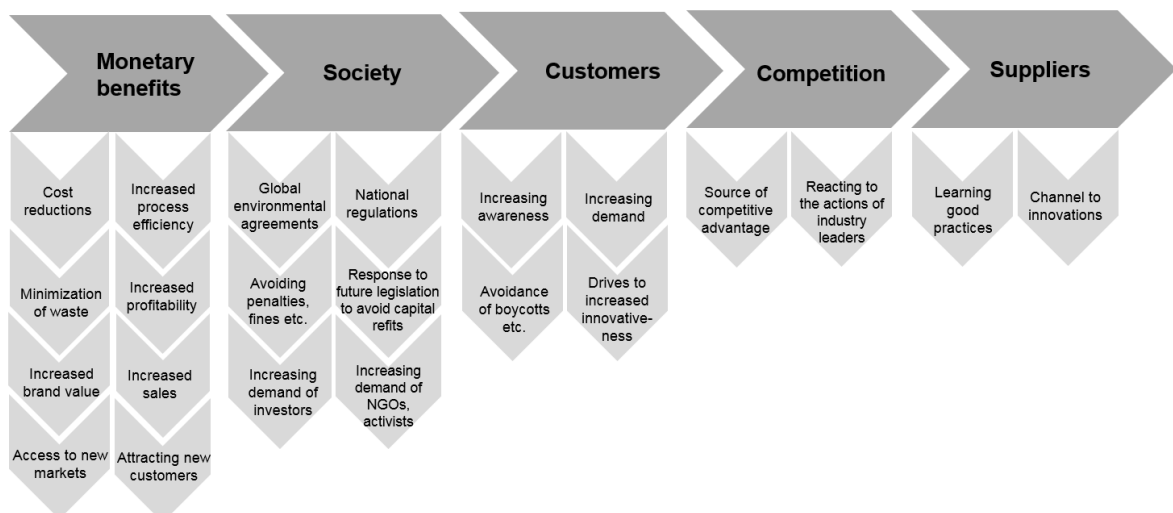 Monetary
benefits
Society
Customers
Competition
Suppliers
Cost
reductions
Increased
process
efficiency
Minimization
of waste
Increased
profitability
Increased
brand value
Increased
sales
Access to new
markets
Attracting new
customers
Global
environmental
agreements
National
regulations
Avoiding
penalties,
fines etc.
Response to
future legislation
to avoid capital
refits
Increasing
demand of
investors
Increasing
demand of
NGOs,
activists
Increasing
awareness
Increasing
demand
Avoidance
of boycotts
etc.
Drives to
increased
innovative-
ness
Source of
competitive
advantage
Reacting to
the actions of
industry
leaders
Learning
good
practices
Channel to
innovations